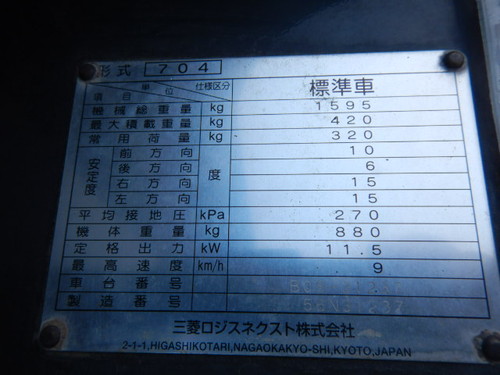 形式 704
車 位 仕様区分 標準車
項目 単位
機械総重量 kg 1595
最大積載重量 kg 420
常用荷重 kg 320
安定度 前方向 度 10
後方向 6
右方向 15
左方向 15
平均接地圧 kPa 270
機体重量 kg 880
定格出力 kW 11.5
最高速度 km/h 9
車台番号
製造番号
三菱ロジスネクスト株式会社
2-1-1,HIGASHIKOTARI,NAGAOKAKYO-SHI,KYOTO,JAPAN